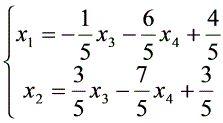 x₁ = -1/5 x₃ - 6/5 x₄ + 4/5
x₂ = 3/5 x₃ - 7/5 x₄ + 3/5